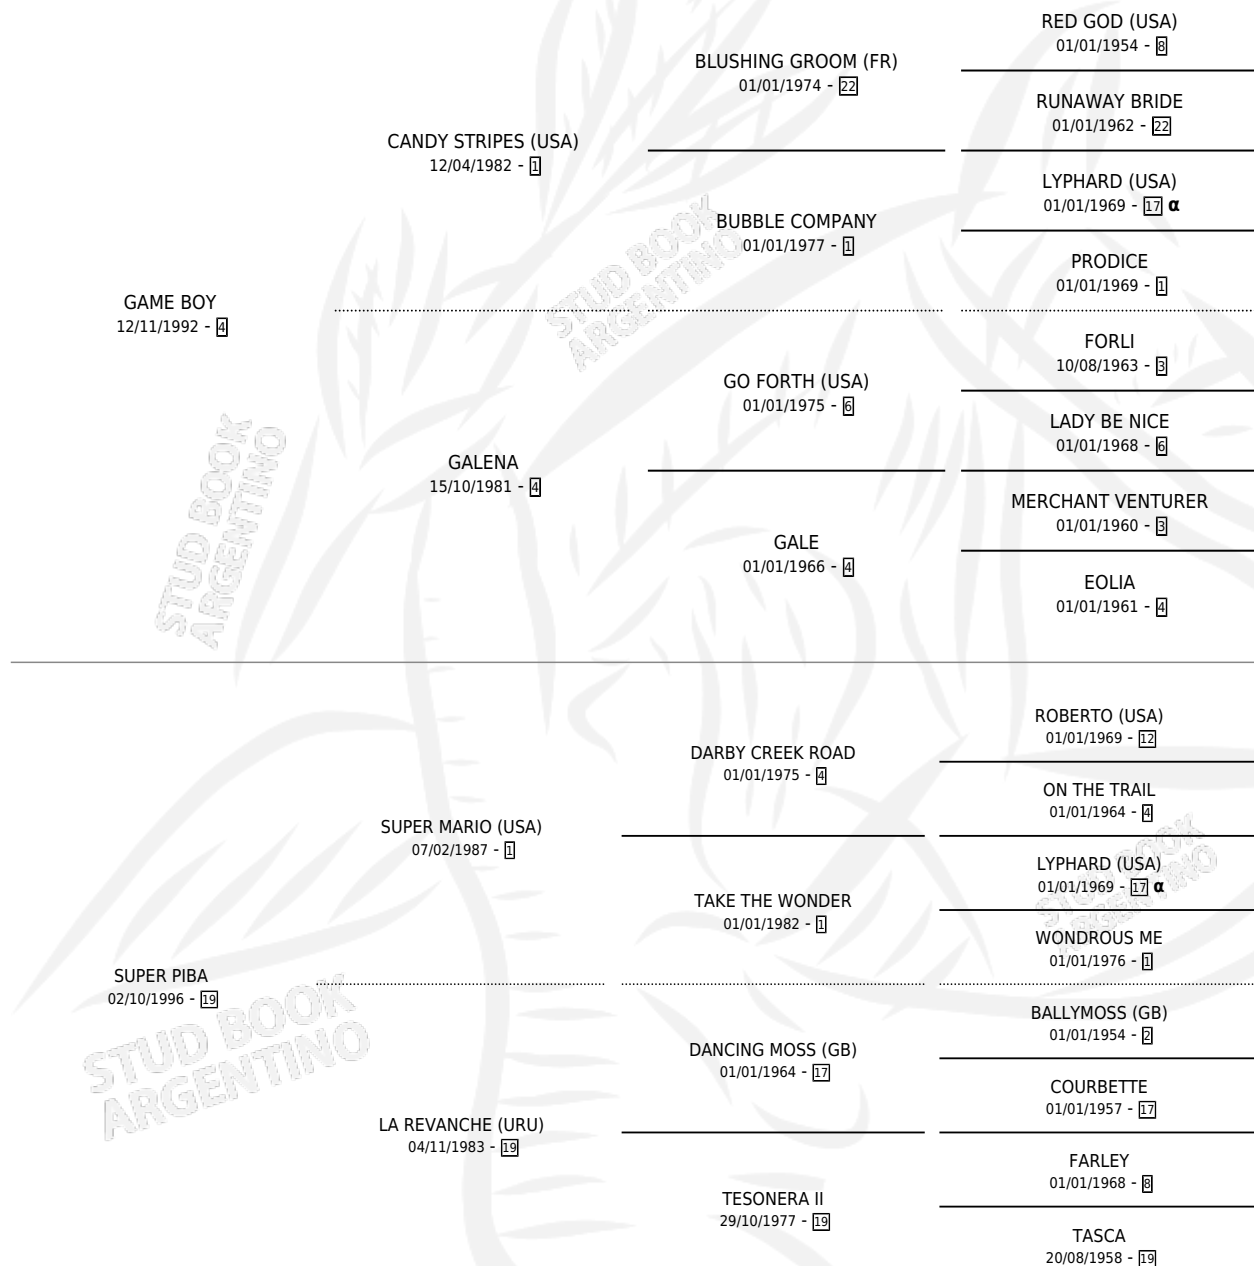 RED GOD (USA)
01/01/1954 - 8
BLUSHING GROOM (FR)
01/01/1974 - 22
RUNAWAY BRIDE
01/01/1962 - 22
CANDY STRIPES (USA)
12/04/1982 - 1
LYPHARD (USA)
01/01/1969 - 17 α
BUBBLE COMPANY
01/01/1977 - 1
PRODICE
01/01/1969 - 1
GAME BOY
12/11/1992 - 4
FORLI
10/08/1963 - 3
GO FORTH (USA)
01/01/1975 - 6
LADY BE NICE
01/01/1968 - 6
GALENA
15/10/1981 - 4
MERCHANT VENTURER
01/01/1960 - 3
GALE
01/01/1966 - 4
EOLIA
01/01/1961 - 4
ROBERTO (USA)
01/01/1969 - 12
DARBY CREEK ROAD
01/01/1975 - 4
ON THE TRAIL
01/01/1964 - 4
SUPER MARIO (USA)
07/02/1987 - 1
LYPHARD (USA)
01/01/1969 - 17 α
TAKE THE WONDER
01/01/1982 - 1
WONDROUS ME
01/01/1976 - 1
SUPER PIBA
02/10/1996 - 19
BALLYMOSS (GB)
01/01/1954 - 2
DANCING MOSS (GB)
01/01/1964 - 17
COURBETTE
01/01/1957 - 17
LA REVANCHE (URU)
04/11/1983 - 19
FARLEY
01/01/1968 - 8
TESONERA II
29/10/1977 - 19
TASCA
20/08/1958 - 19
STUD BOOK
ARGENTINO
STUD BOOK
ARGENTINO
STUD BOOK
ARGENTINO
STUD BOOK
ARGENTINO